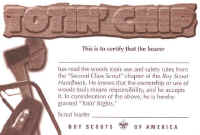 TOTIN' CHIP
This is to certify that the bearer
has read the woods tools use and safety rules from
the "Second Class Scout" chapter of the Boy Scout
Handbook. He knows that the ownership or use of
woods tools means responsibility, and he accepts
it. In consideration of the above, he is hereby
granted "Totin' Rights."
Scout leader
BOY SCOUTS OF AMERICA